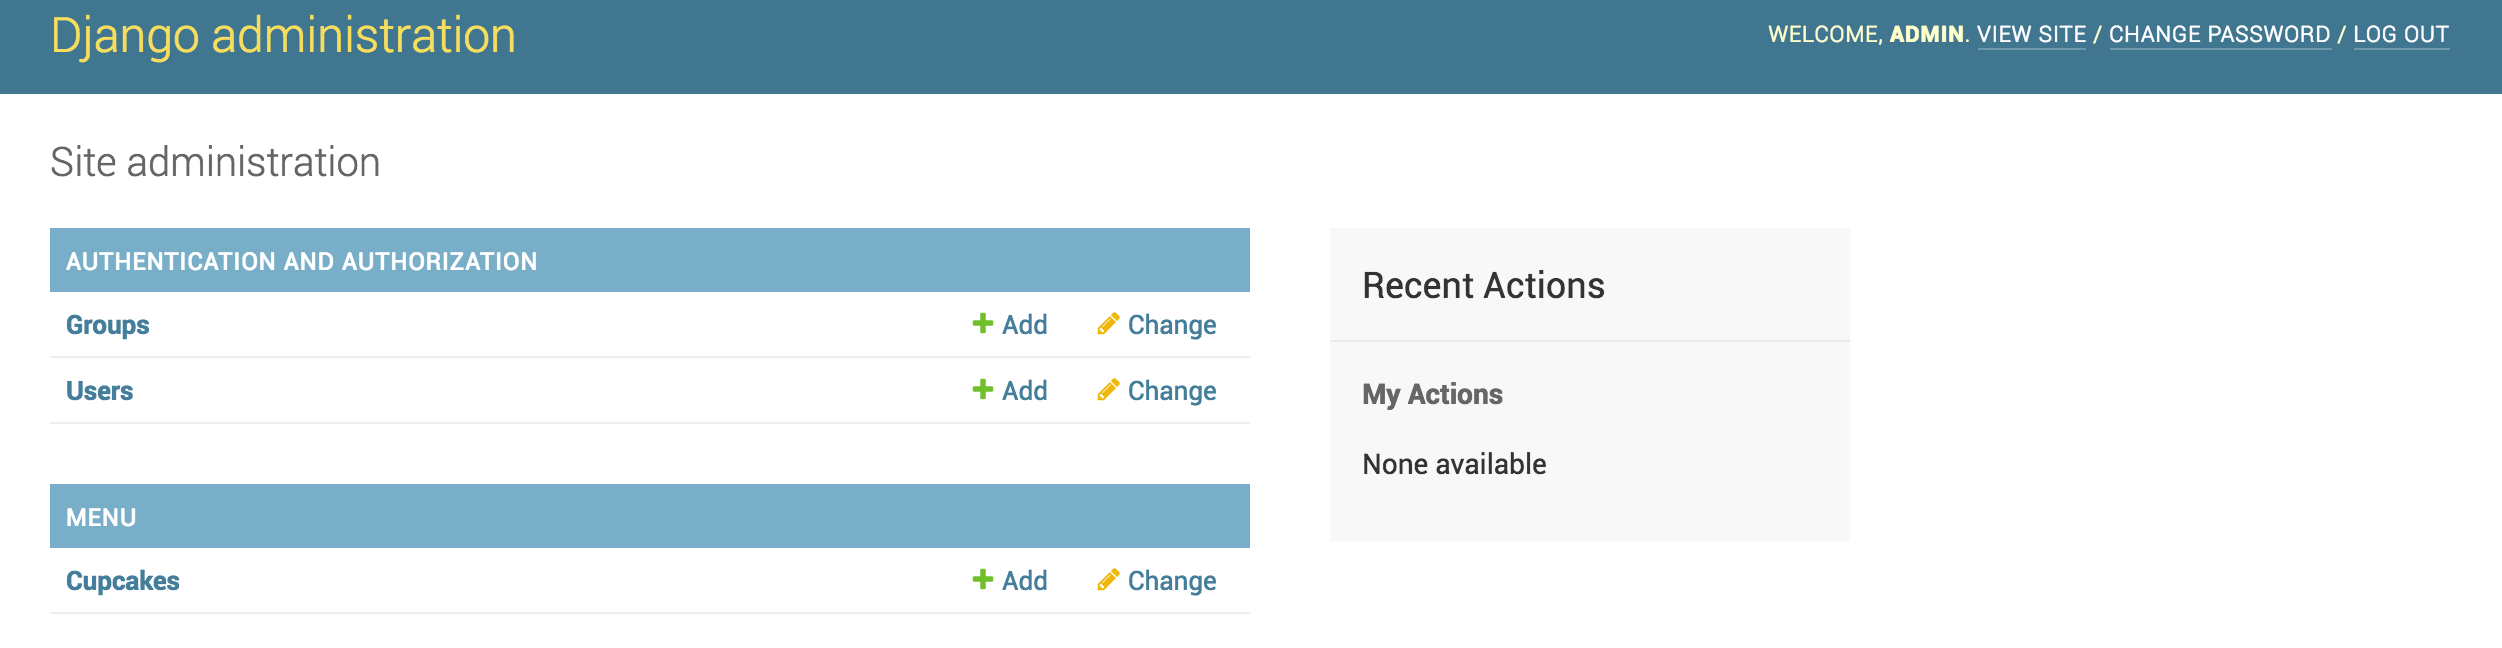 Django administration
WELCOME, ADMIN. VIEW SITE / CHANGE PASSWORD / LOG OUT
Site administration
AUTHENTICATION AND AUTHORIZATION
Groups Add Change
Users Add Change
MENU
Cupcakes Add Change
Recent Actions
My Actions
None available